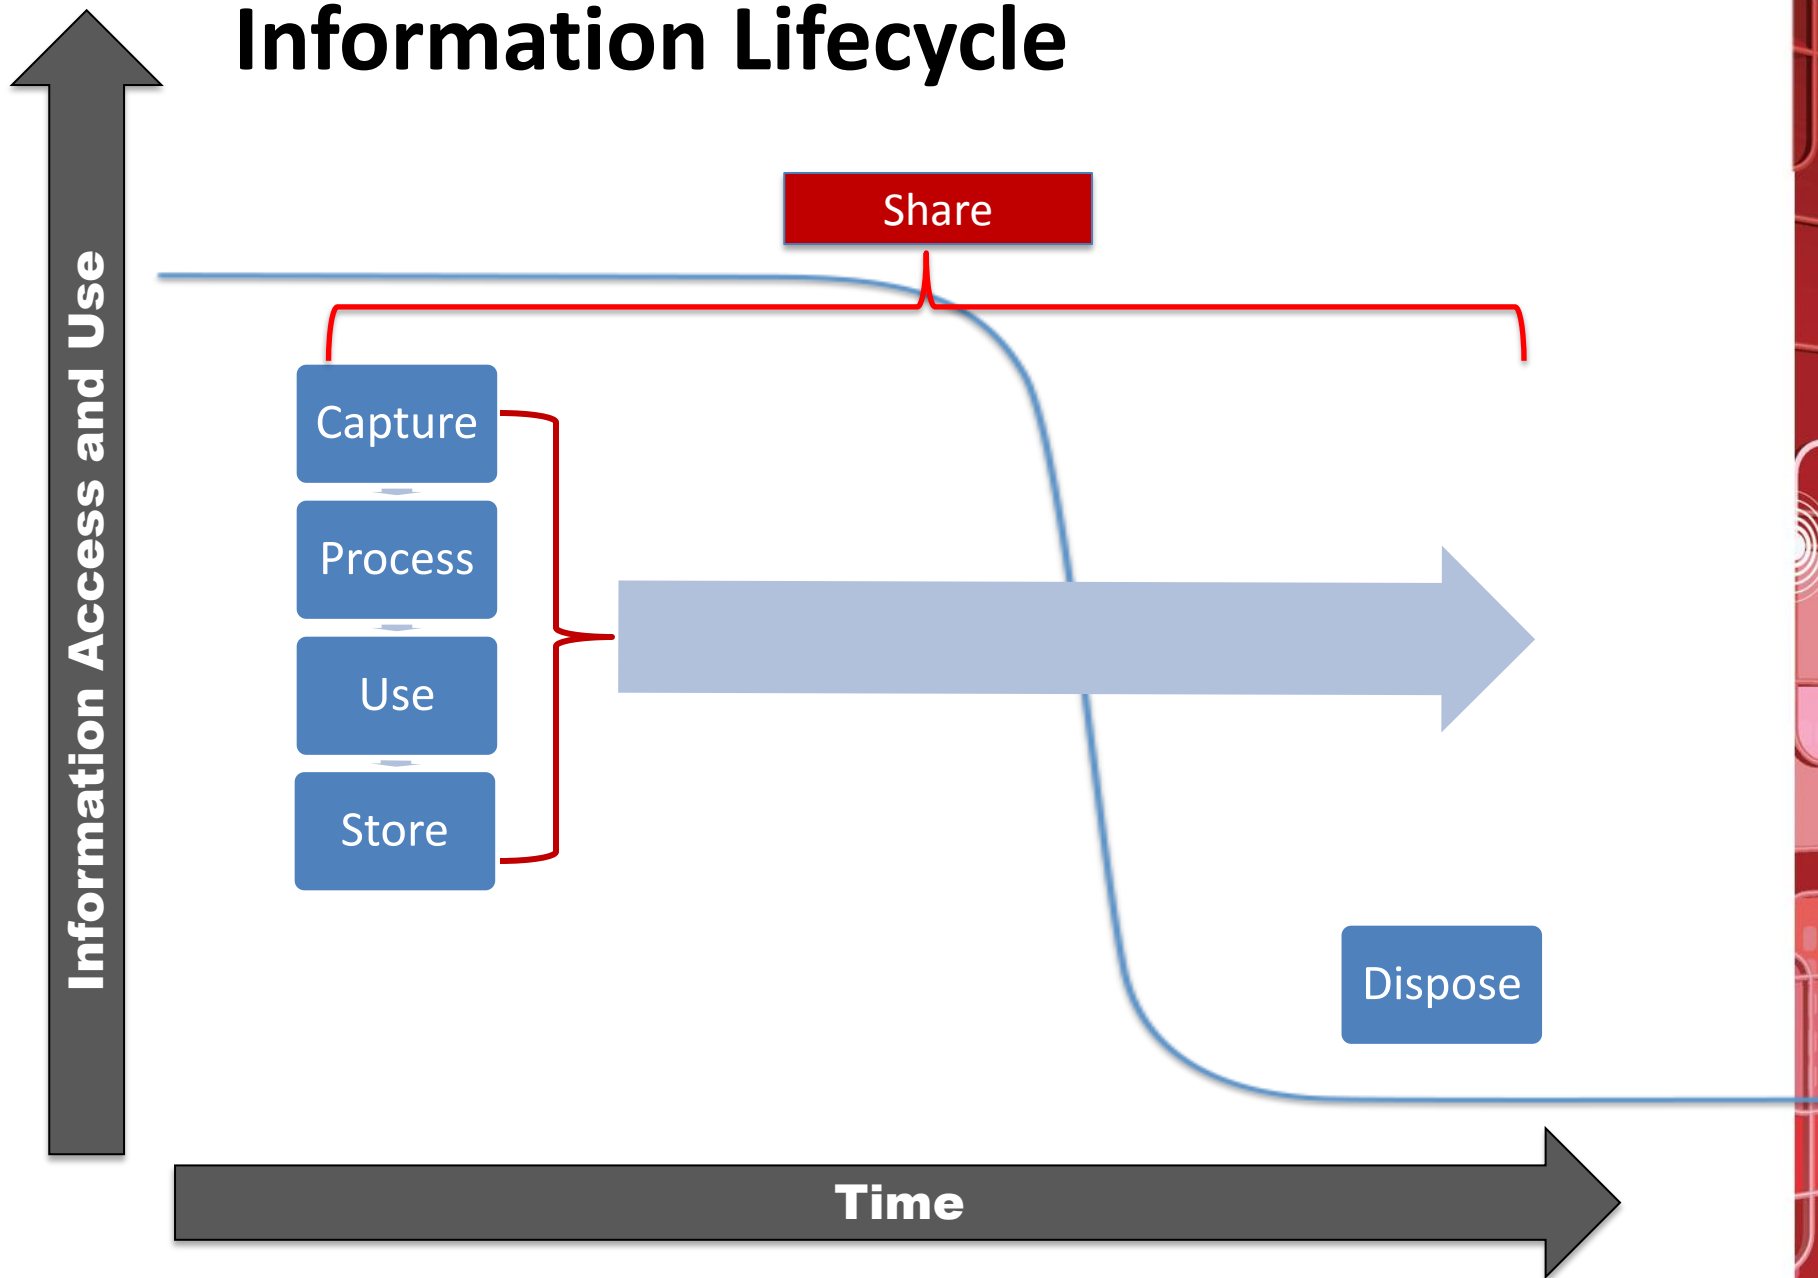 Information Lifecycle
Share
Information Access and Use
Capture
Process
Use
Store
Dispose
Time